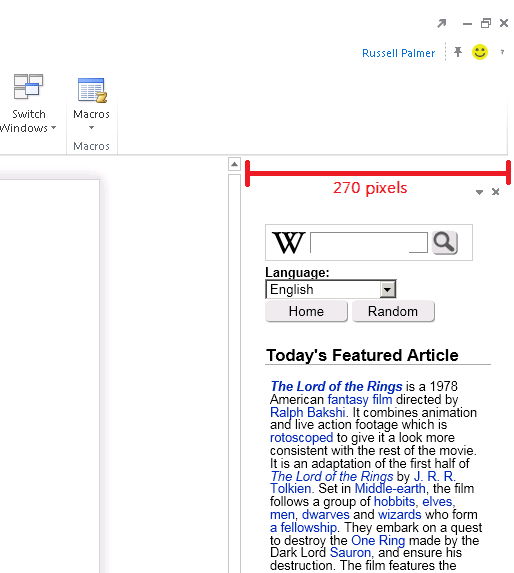 Russell Palmer
?
Switch
Windows
Macros
Macros
270 pixels
W
Language:
English
Home Random
Today's Featured Article
The Lord of the Rings is a 1978
American fantasy film directed by
Ralph Bakshi. It combines animation
and live action footage which is
rotoscoped to give it a look more
consistent with the rest of the movie.
It is an adaptation of the first half of
The Lord of the Rings by J. R. R.
Tolkien. Set in Middle-earth, the film
follows a group of hobbits, elves,
men, dwarves and wizards who form
a fellowship. They embark on a quest
to destroy the One Ring made by the
Dark Lord Sauron, and ensure his
destruction. The film features the